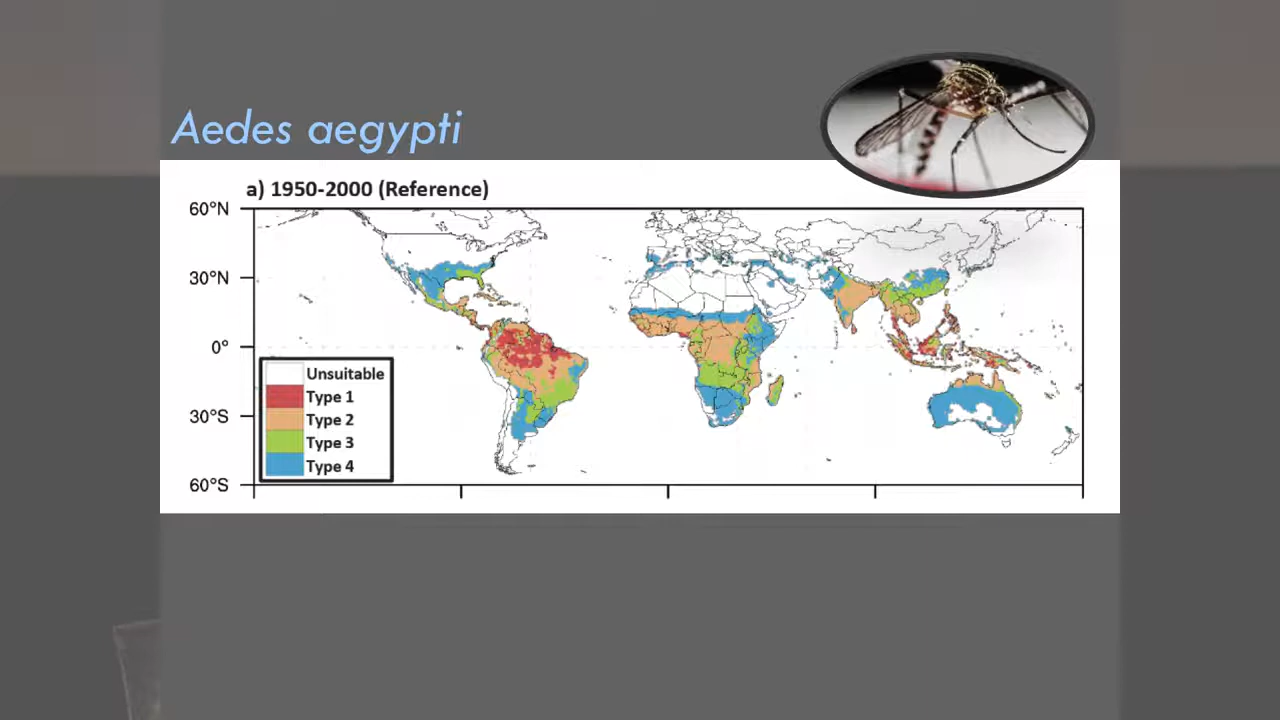 Aedes aegypti
a) 1950-2000 (Reference)
60°N
30°N
0°
30°S
60°S
Unsuitable
Type 1
Type 2
Type 3
Type 4